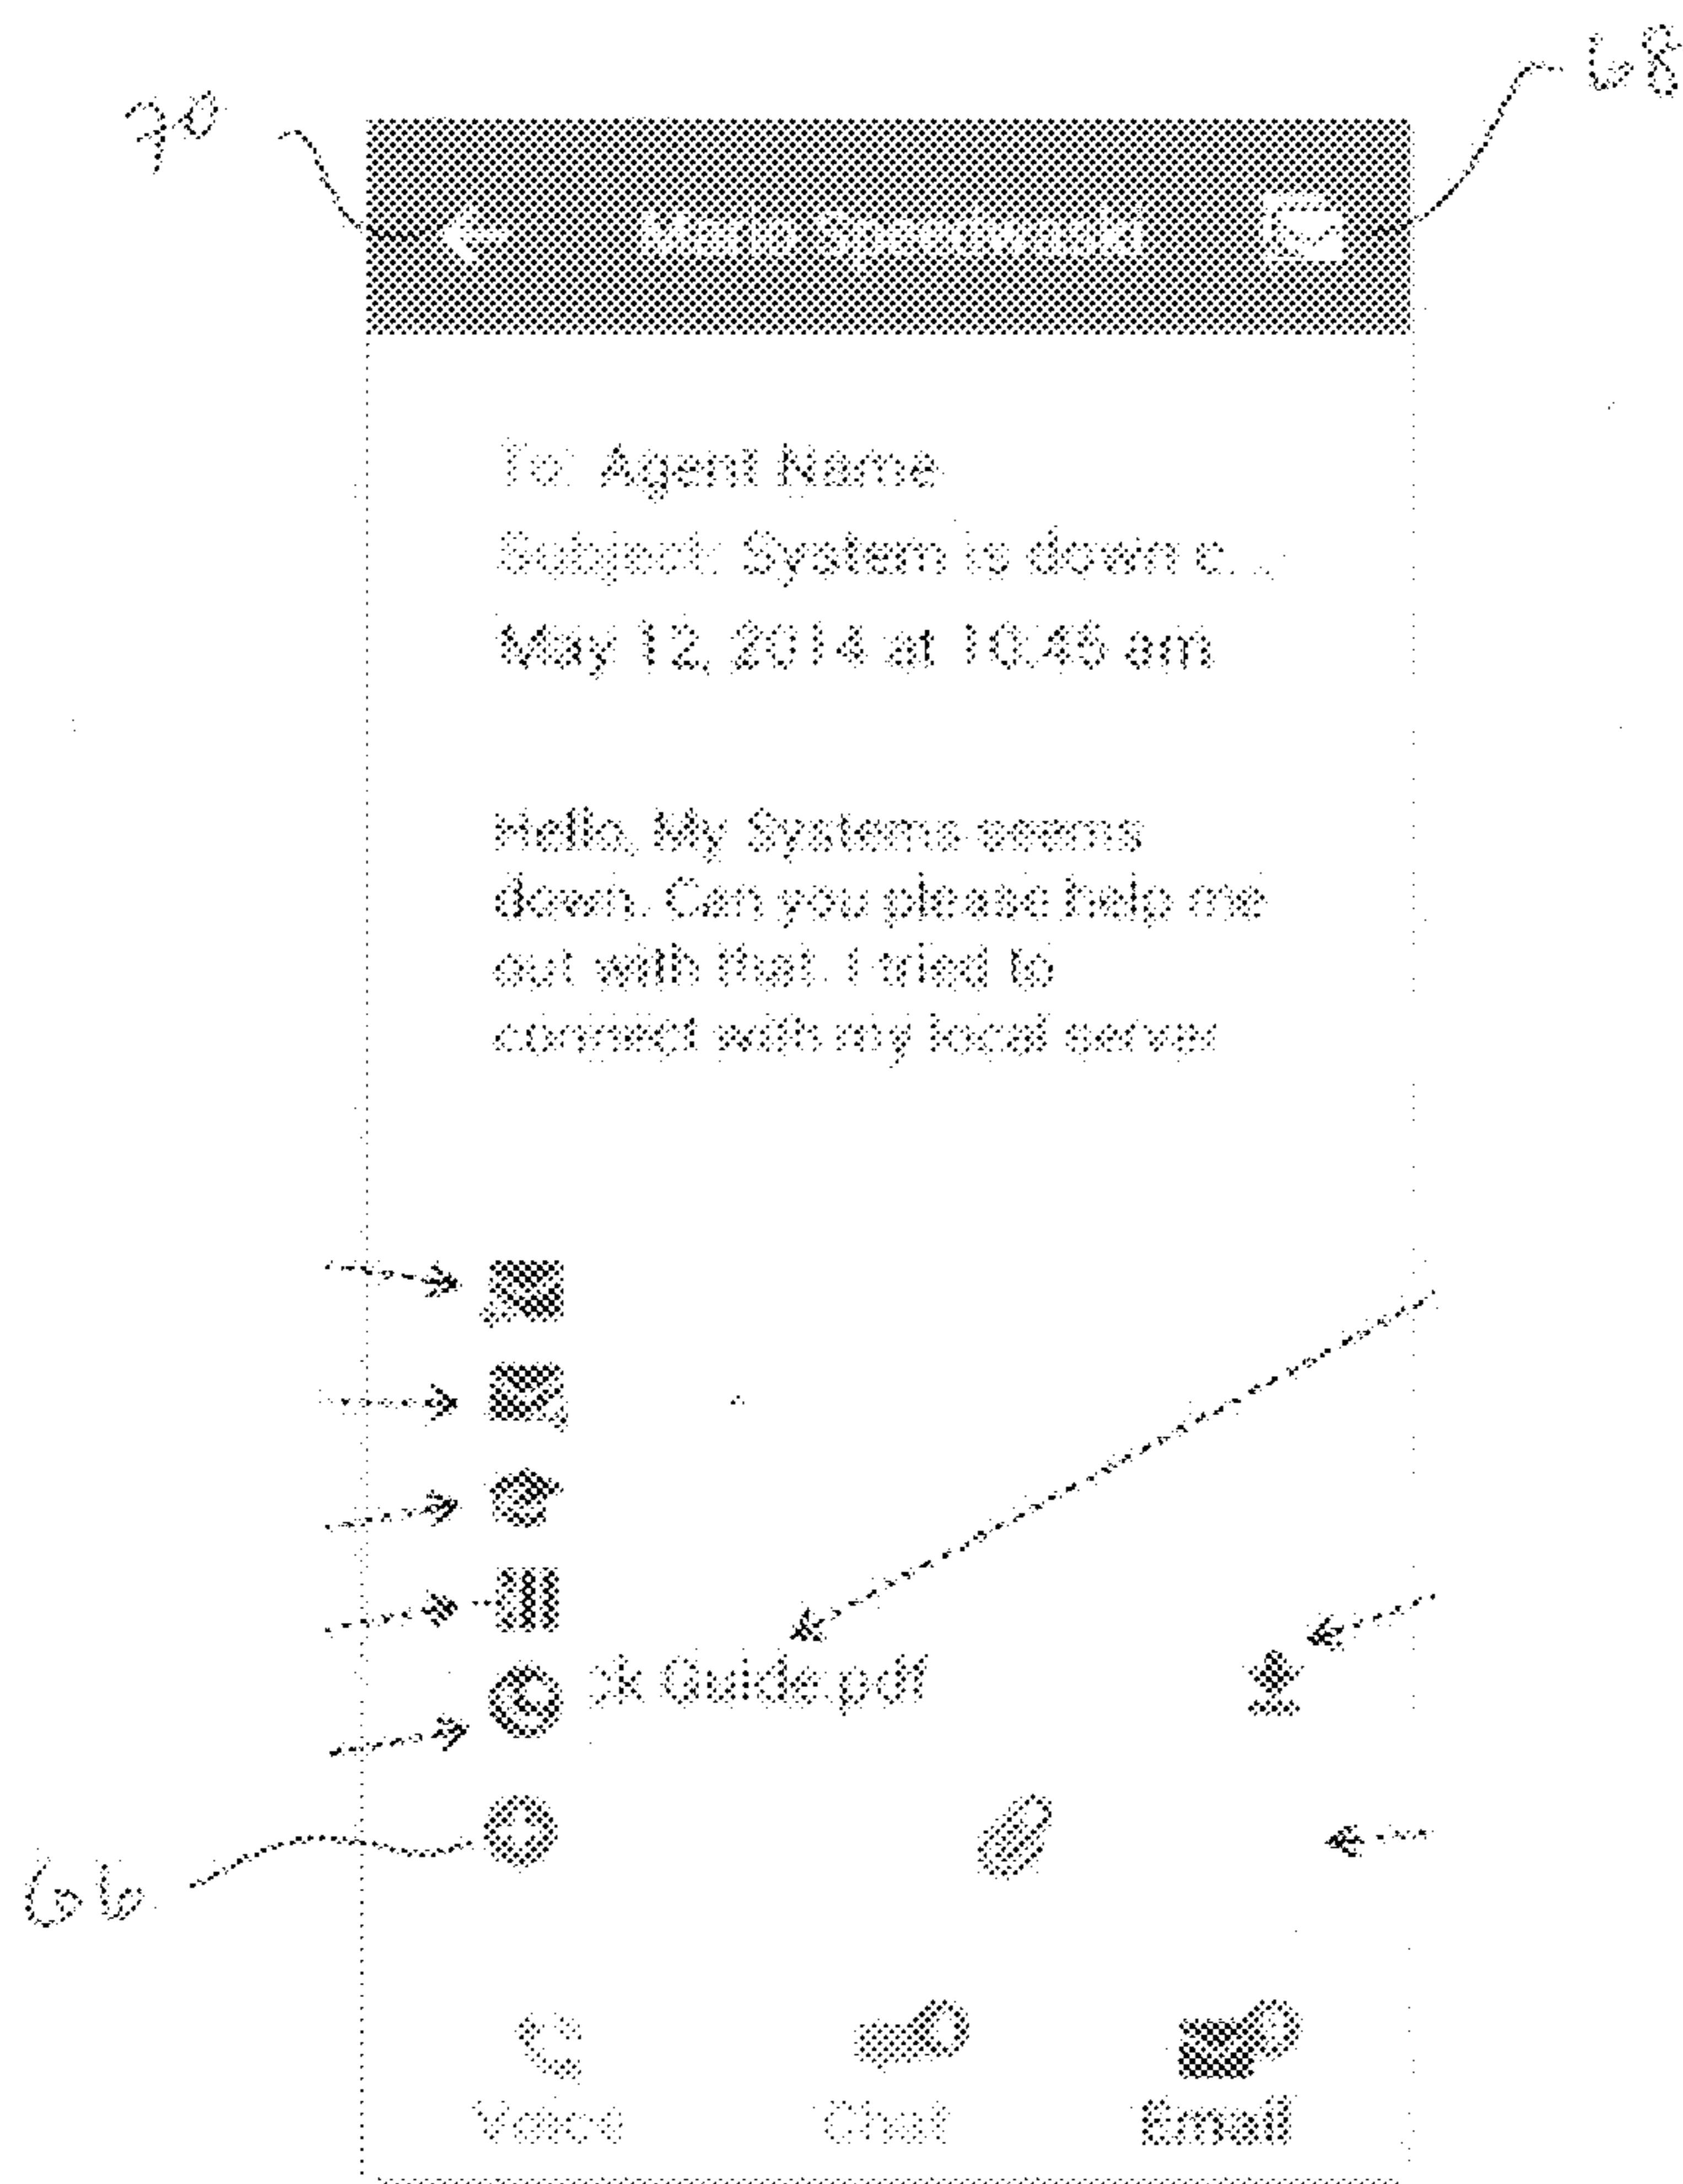 70
68
Mario Speedwagki
To: Agent Name
Subject: System is down c...
May 12, 2014 at 10:45 am
Hello, My Systems seems
down. Can you please help me
out with that. I tried to
connect with my local server
Guide.pdf
66
Voice Chat Email